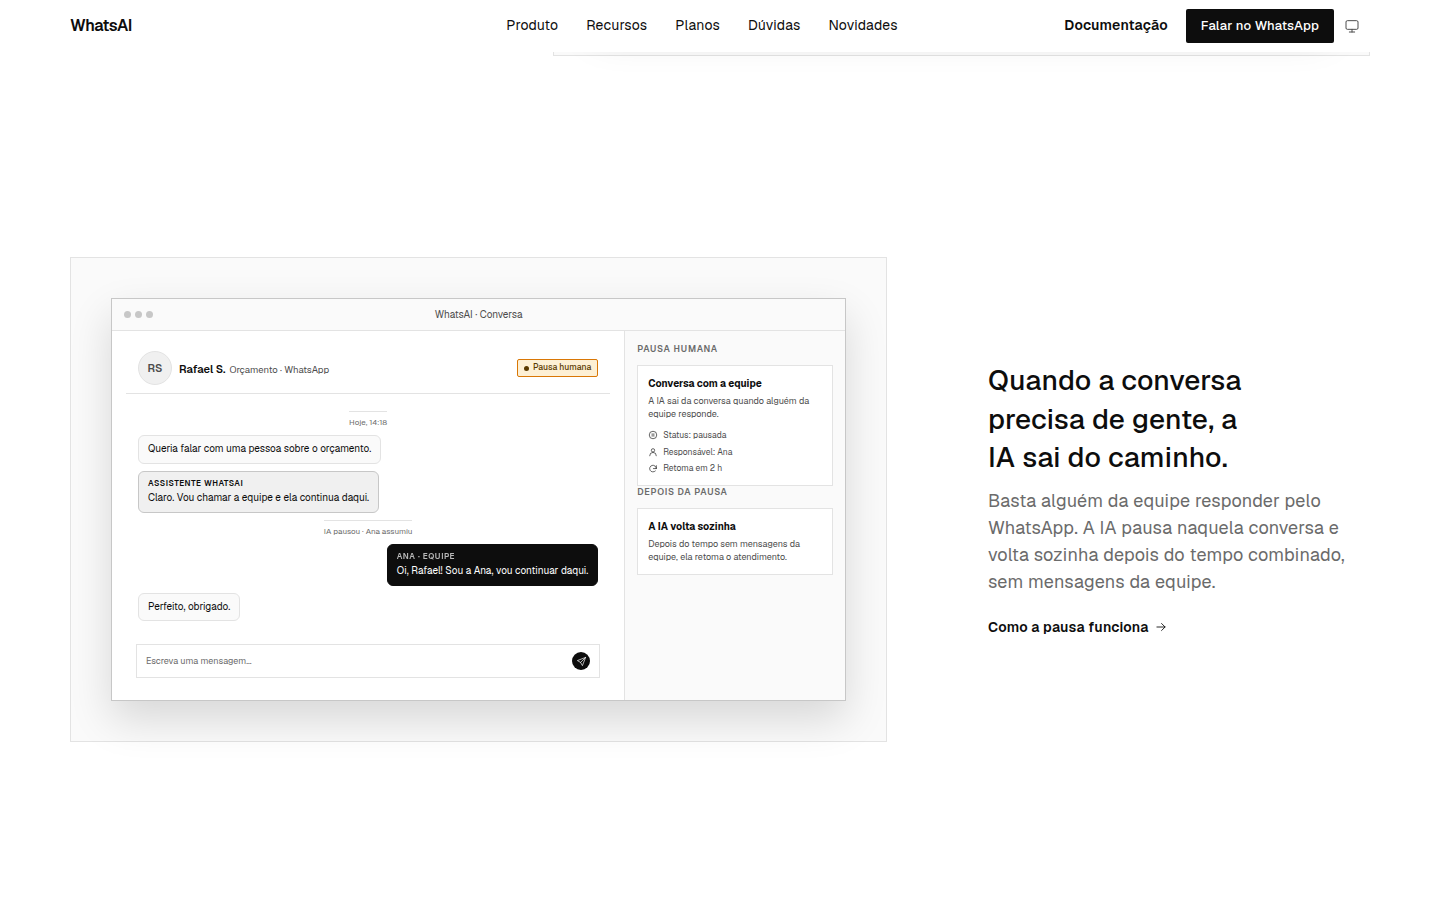 WhatsAI
Produto
Recursos
Planos
Dúvidas
Novidades
Documentação
Falar no WhatsApp
WhatsAI · Conversa
RS
Rafael S. Orçamento · WhatsApp
Pausa humana
Hoje, 14:18
Queria falar com uma pessoa sobre o orçamento.
ASSISTENTE WHATSAI
Claro. Vou chamar a equipe e ela continua daqui.
IA pausou · Ana assumiu
ANA · EQUIPE
Oi, Rafael! Sou a Ana, vou continuar daqui.
Perfeito, obrigado.
Escreva uma mensagem...
PAUSA HUMANA
Conversa com a equipe
A IA sai da conversa quando alguém da
equipe responde.
Status: pausada
Responsável: Ana
Retoma em 2 h
DEPOIS DA PAUSA
A IA volta sozinha
Depois do tempo sem mensagens da
equipe, ela retoma o atendimento.
Quando a conversa
precisa de gente, a
IA sai do caminho.
Basta alguém da equipe responder pelo
WhatsApp. A IA pausa naquela conversa e
volta sozinha depois do tempo combinado,
sem mensagens da equipe.
Como a pausa funciona →